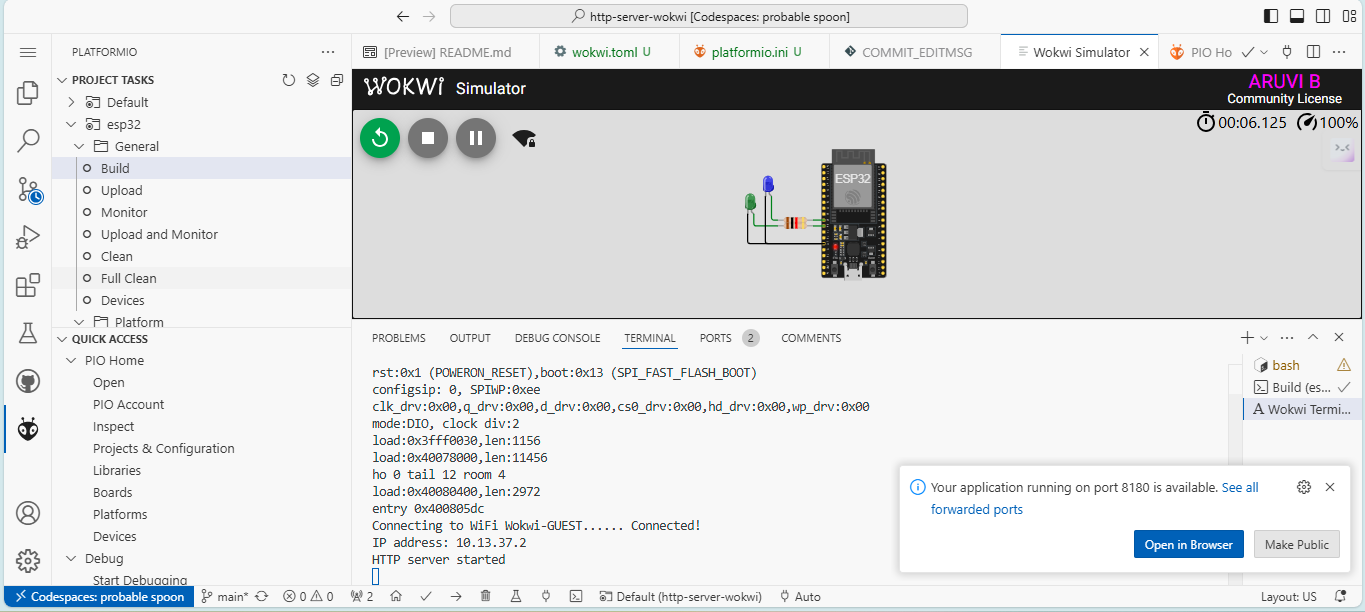 http-server-wokwi [Codespaces: probable spoon]
PLATFORMIO
PROJECT TASKS
Default
esp32
General
Build
Upload
Monitor
Upload and Monitor
Clean
Full Clean
Devices
Platform
QUICK ACCESS
PIO Home
Open
PIO Account
Inspect
Projects & Configuration
Libraries
Boards
Platforms
Devices
Debug
Start Debugging
[Preview] README.md
wokwi.toml U
platformio.ini U
COMMIT_EDITMSG
Wokwi Simulator
PIO Ho
WOKWi Simulator
ARUVI B
Community License
00:06.125 100%
ESP32
PROBLEMS OUTPUT DEBUG CONSOLE TERMINAL PORTS 2 COMMENTS
rst:0x1 (POWERON_RESET),boot:0x13 (SPI_FAST_FLASH_BOOT)
configsip: 0, SPIWP:0xee
clk_drv:0x00,q_drv:0x00,d_drv:0x00,cs0_drv:0x00,hd_drv:0x00,wp_drv:0x00
mode:DIO, clock div:2
load:0x3fff0030,len:1156
load:0x40078000,len:11456
ho 0 tail 12 room 4
load:0x40080400,len:2972
entry 0x400805dc
Connecting to WiFi Wokwi-GUEST...... Connected!
IP address: 10.13.37.2
HTTP server started
bash
Build (es...
Wokwi Termi...
Your application running on port 8180 is available. See all
forwarded ports
Open in Browser
Make Public
Codespaces: probable spoon main* 0 0 2 Default (http-server-wokwi) Auto Layout: US